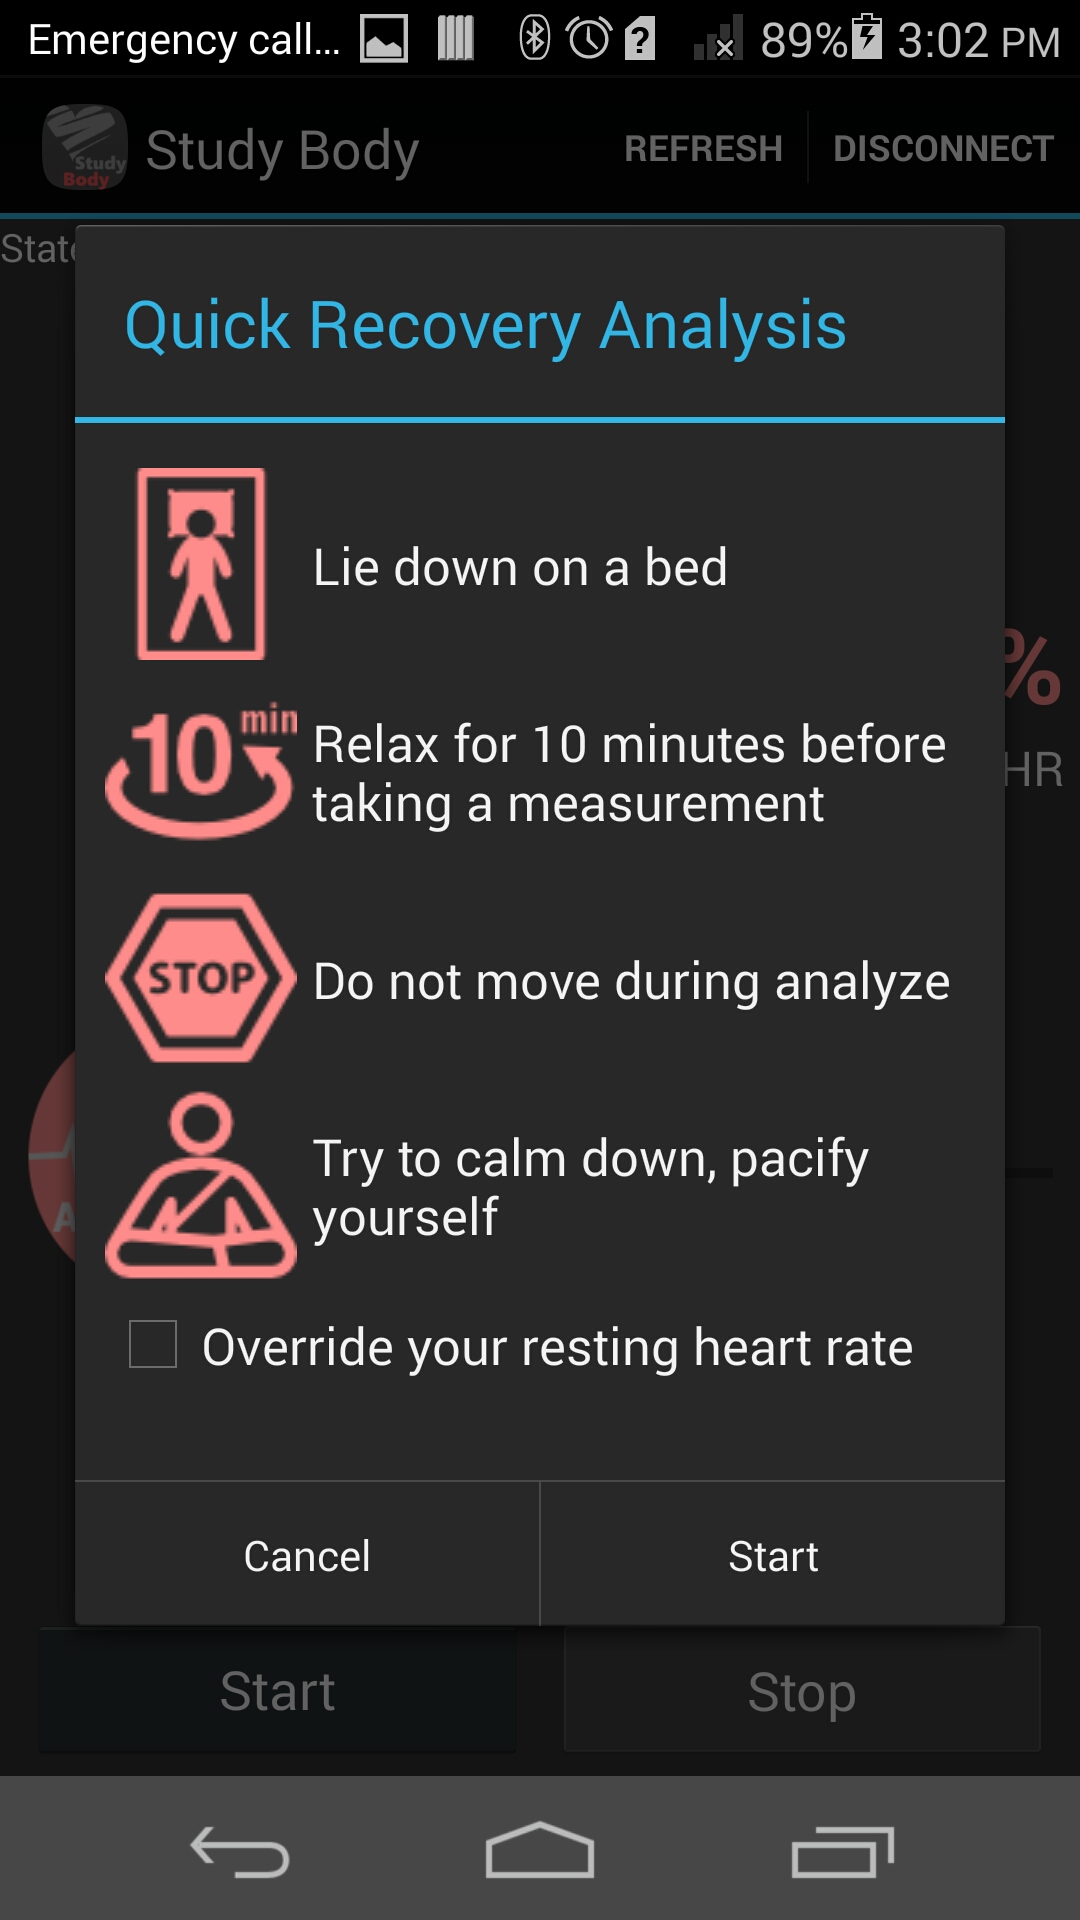 Emergency call... 89% 3:02 PM
Study Body REFRESH DISCONNECT
Study
Body
Quick Recovery Analysis
Lie down on a bed
10 min
Relax for 10 minutes before
taking a measurement
%
HR
STOP
Do not move during analyze
Try to calm down, pacify
yourself
Override your resting heart rate
Cancel Start
Start Stop